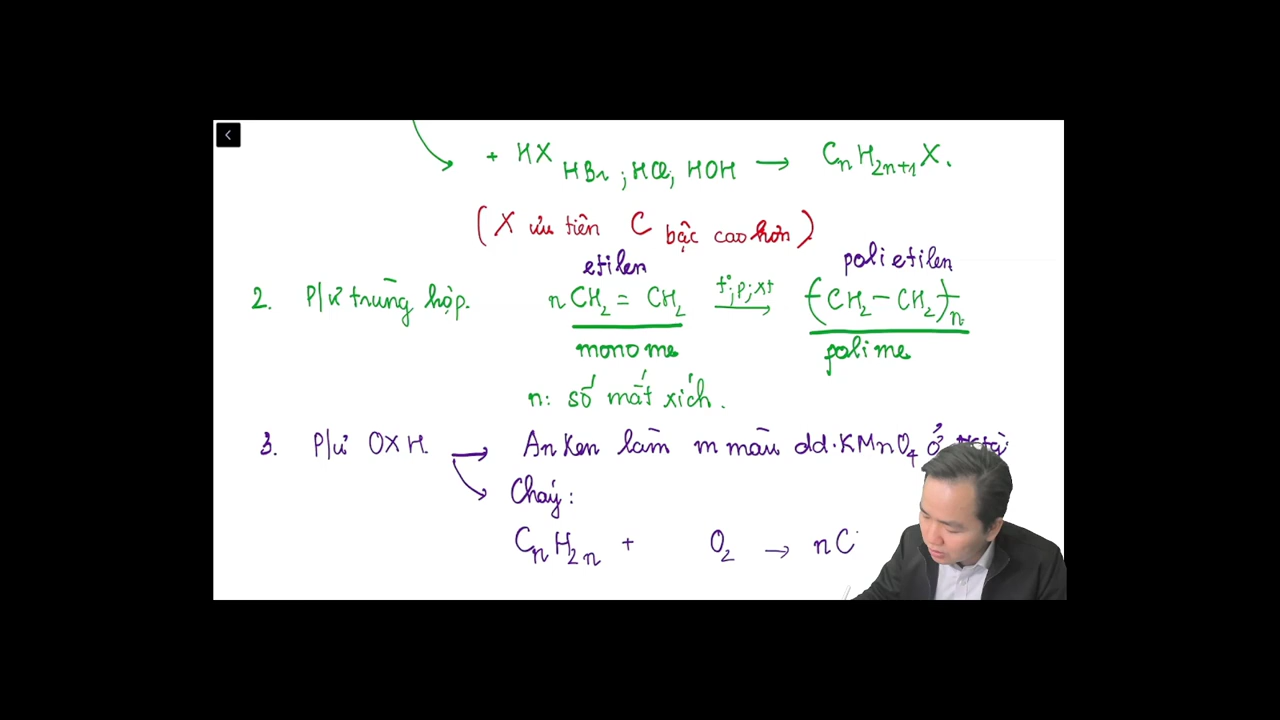 + HX HBr ; HCl; HOH → CnH2n+1X.
(X ưu tiên C bậc cao hơn)
etilen polietilen
2. P/ư trùng hợp. nCH2 = CH2 t°;p;xt → (CH2 − CH2)n
monome polime
n: số mắt xích.
3. P/ư OXH. → AnKen làm m màu dd.KMnO4 ở
Cháy:
CnH2n + O2 → nC